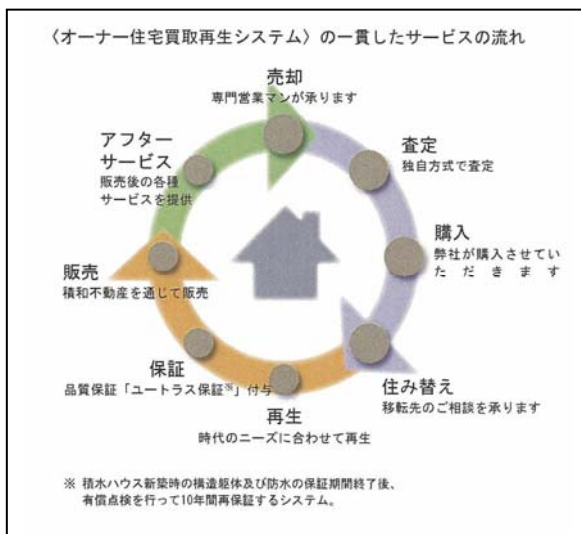 〈オーナー住宅買取再生システム〉の一貫したサービスの流れ
売却
専門営業マンが承ります
査定
独自方式で査定
購入
弊社が購入させてい
ただきます
住み替え
移転先のご相談を承ります
再生
時代のニーズに合わせて再生
保証
品質保証「ユートラス保証※」付与
販売
積和不動産を通じて販売
アフター
サービス
販売後の各種
サービスを提供
※ 積水ハウス新築時の構造躯体及び防水の保証期間終了後、
有償点検を行って10年間再保証するシステム。